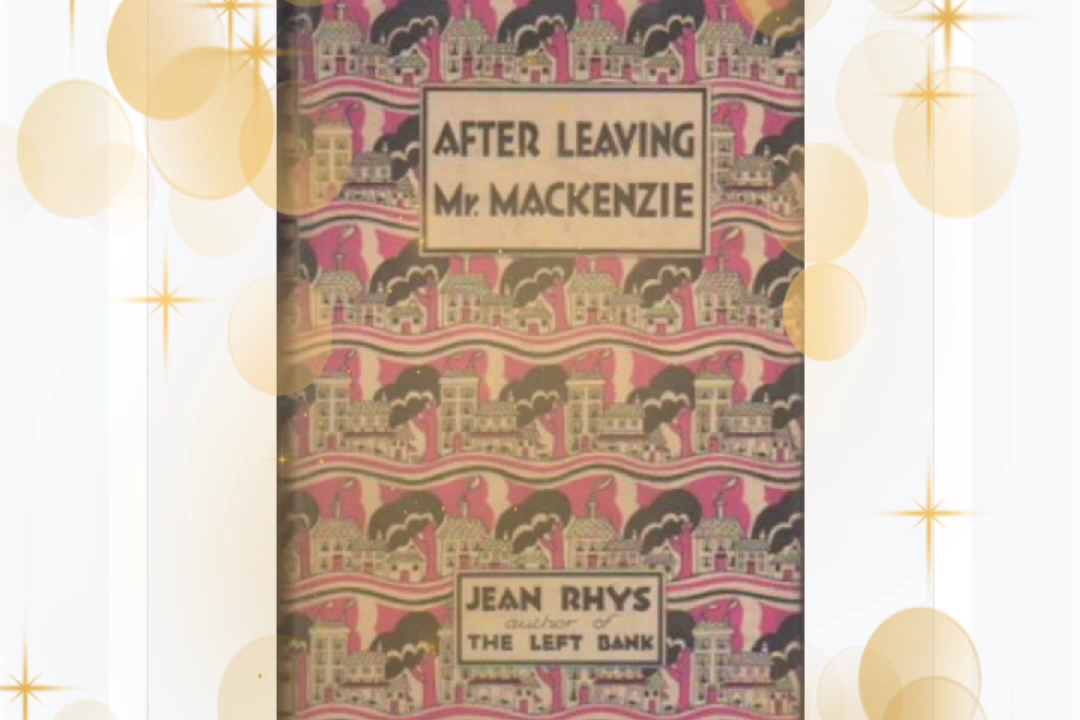 AFTER LEAVING
Mr. MACKENZIE
JEAN RHYS
author of
THE LEFT BANK